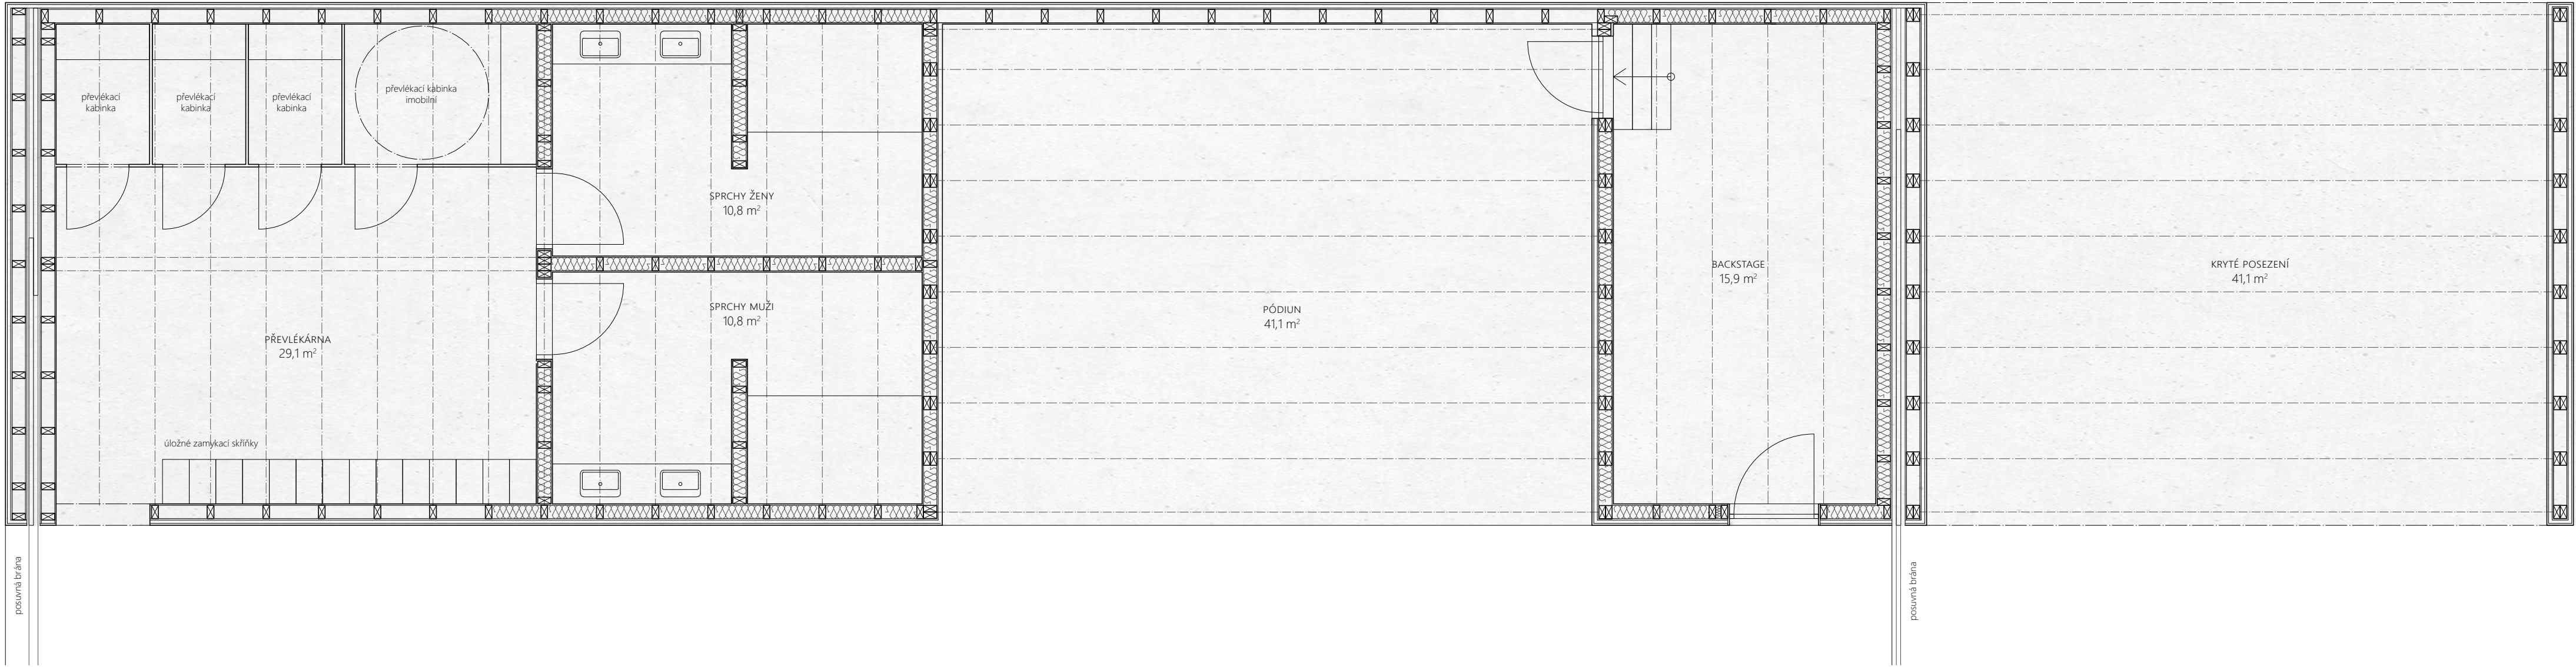 převlékací
kabinka
převlékací
kabinka
převlékací
kabinka
převlékací kabinka
imobilní
SPRCHY ŽENY
10,8 m²
SPRCHY MUŽI
10,8 m²
PŘEVLÉKÁRNA
29,1 m²
úložné zamykací skříňky
PÓDIUN
41,1 m²
BACKSTAGE
15,9 m²
KRYTÉ POSEZENÍ
41,1 m²
posuvná brána
posuvná brána